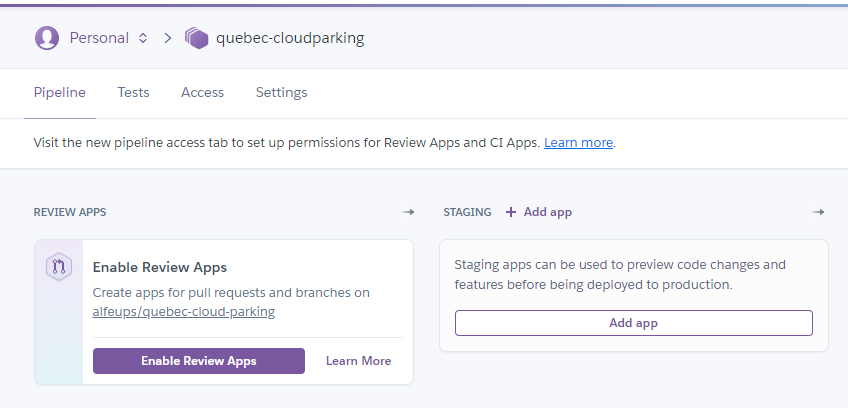 Personal quebec-cloudparking
Pipeline Tests Access Settings
Visit the new pipeline access tab to set up permissions for Review Apps and CI Apps. Learn more.
REVIEW APPS
Enable Review Apps
Create apps for pull requests and branches on
alfeups/quebec-cloud-parking
Enable Review Apps Learn More
STAGING + Add app
Staging apps can be used to preview code changes and
features before being deployed to production.
Add app